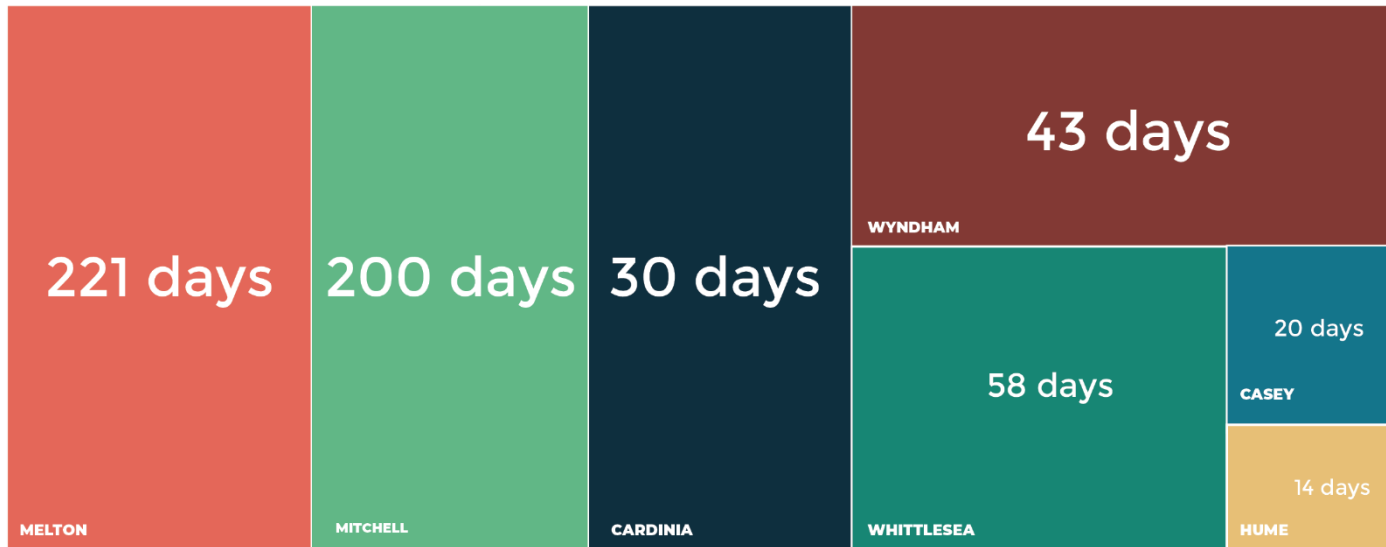 221 days
MELTON
200 days
MITCHELL
30 days
CARDINIA
43 days
WYNDHAM
58 days
WHITTLESEA
20 days
CASEY
14 days
HUME